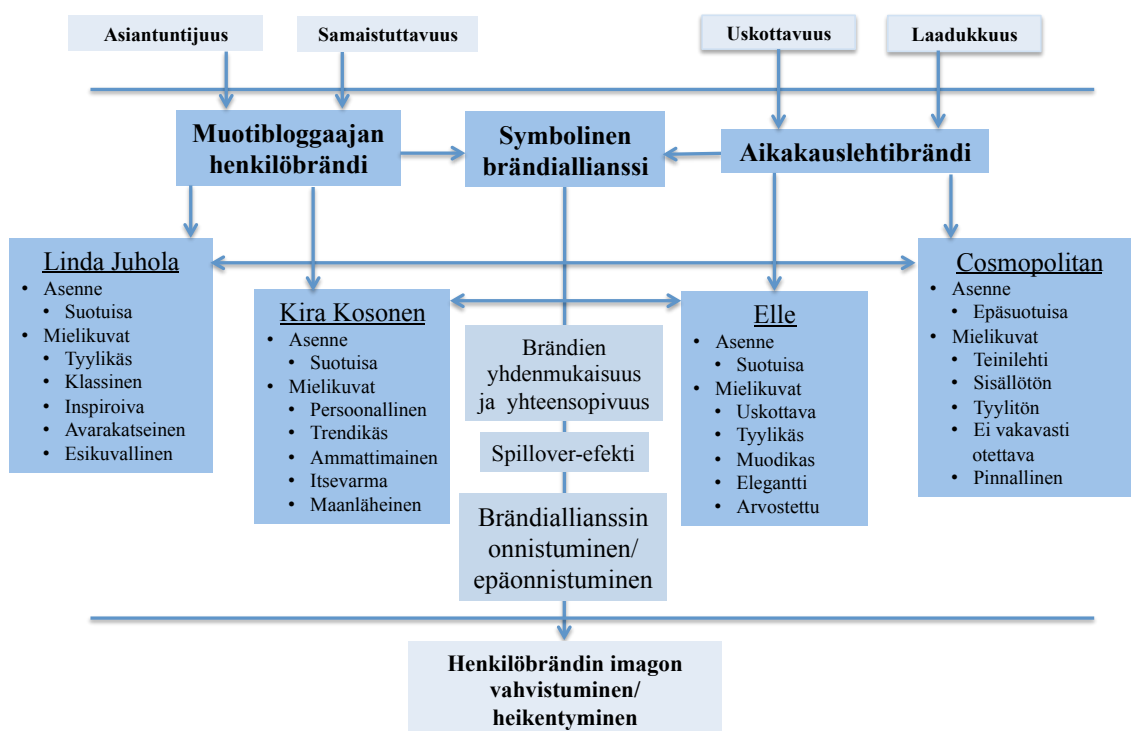 Asiantuntijuus
Samaistuttavuus
Uskottavuus
Laadukkuus
Muotibloggaajan
henkilöbrändi
Symbolinen
brändiallianssi
Aikakauslehtibrändi
Linda Juhola
• Asenne
• Suotuisa
• Mielikuvat
• Tyylikäs
• Klassinen
• Inspiroiva
• Avarakatseinen
• Esikuvallinen
Kira Kosonen
• Asenne
• Suotuisa
• Mielikuvat
• Persoonallinen
• Trendikäs
• Ammattimainen
• Itsevarma
• Maanläheinen
Brändien
yhdenmukaisuus
ja yhteensopivuus
Spillover-efekti
Brändiallianssin
onnistuminen/
epäonnistuminen
Elle
• Asenne
• Suotuisa
• Mielikuvat
• Uskottava
• Tyylikäs
• Muodikas
• Elegantti
• Arvostettu
Cosmopolitan
• Asenne
• Epäsuotuisa
• Mielikuvat
• Teinilehti
• Sisällötön
• Tyylitön
• Ei vakavasti
otettava
• Pinnallinen
Henkilöbrändin imagon
vahvistuminen/
heikentyminen